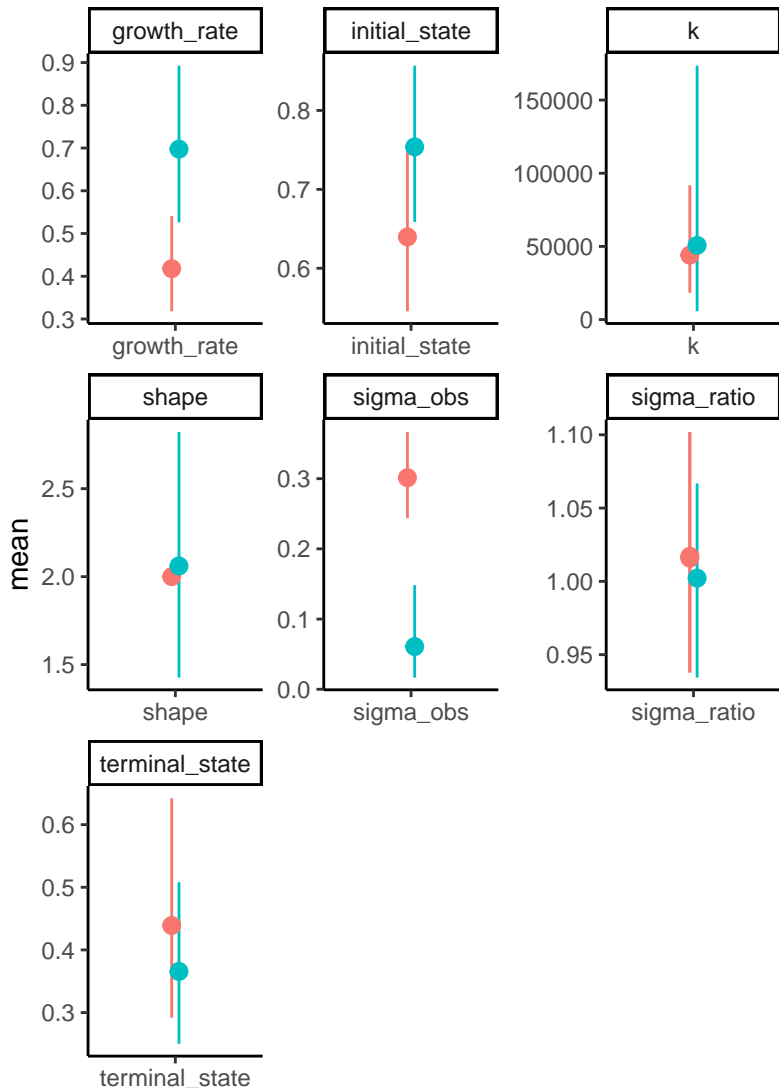 growth_rate
initial_state
k
0.9
0.8
0.7
0.6
0.5
0.4
0.3
0.8
0.7
0.6
150000
100000
50000
0
growth_rate
initial_state
k
shape
sigma_obs
sigma_ratio
mean
2.5
2.0
1.5
0.3
0.2
0.1
0.0
1.10
1.05
1.00
0.95
shape
sigma_obs
sigma_ratio
terminal_state
0.6
0.5
0.4
0.3
terminal_state